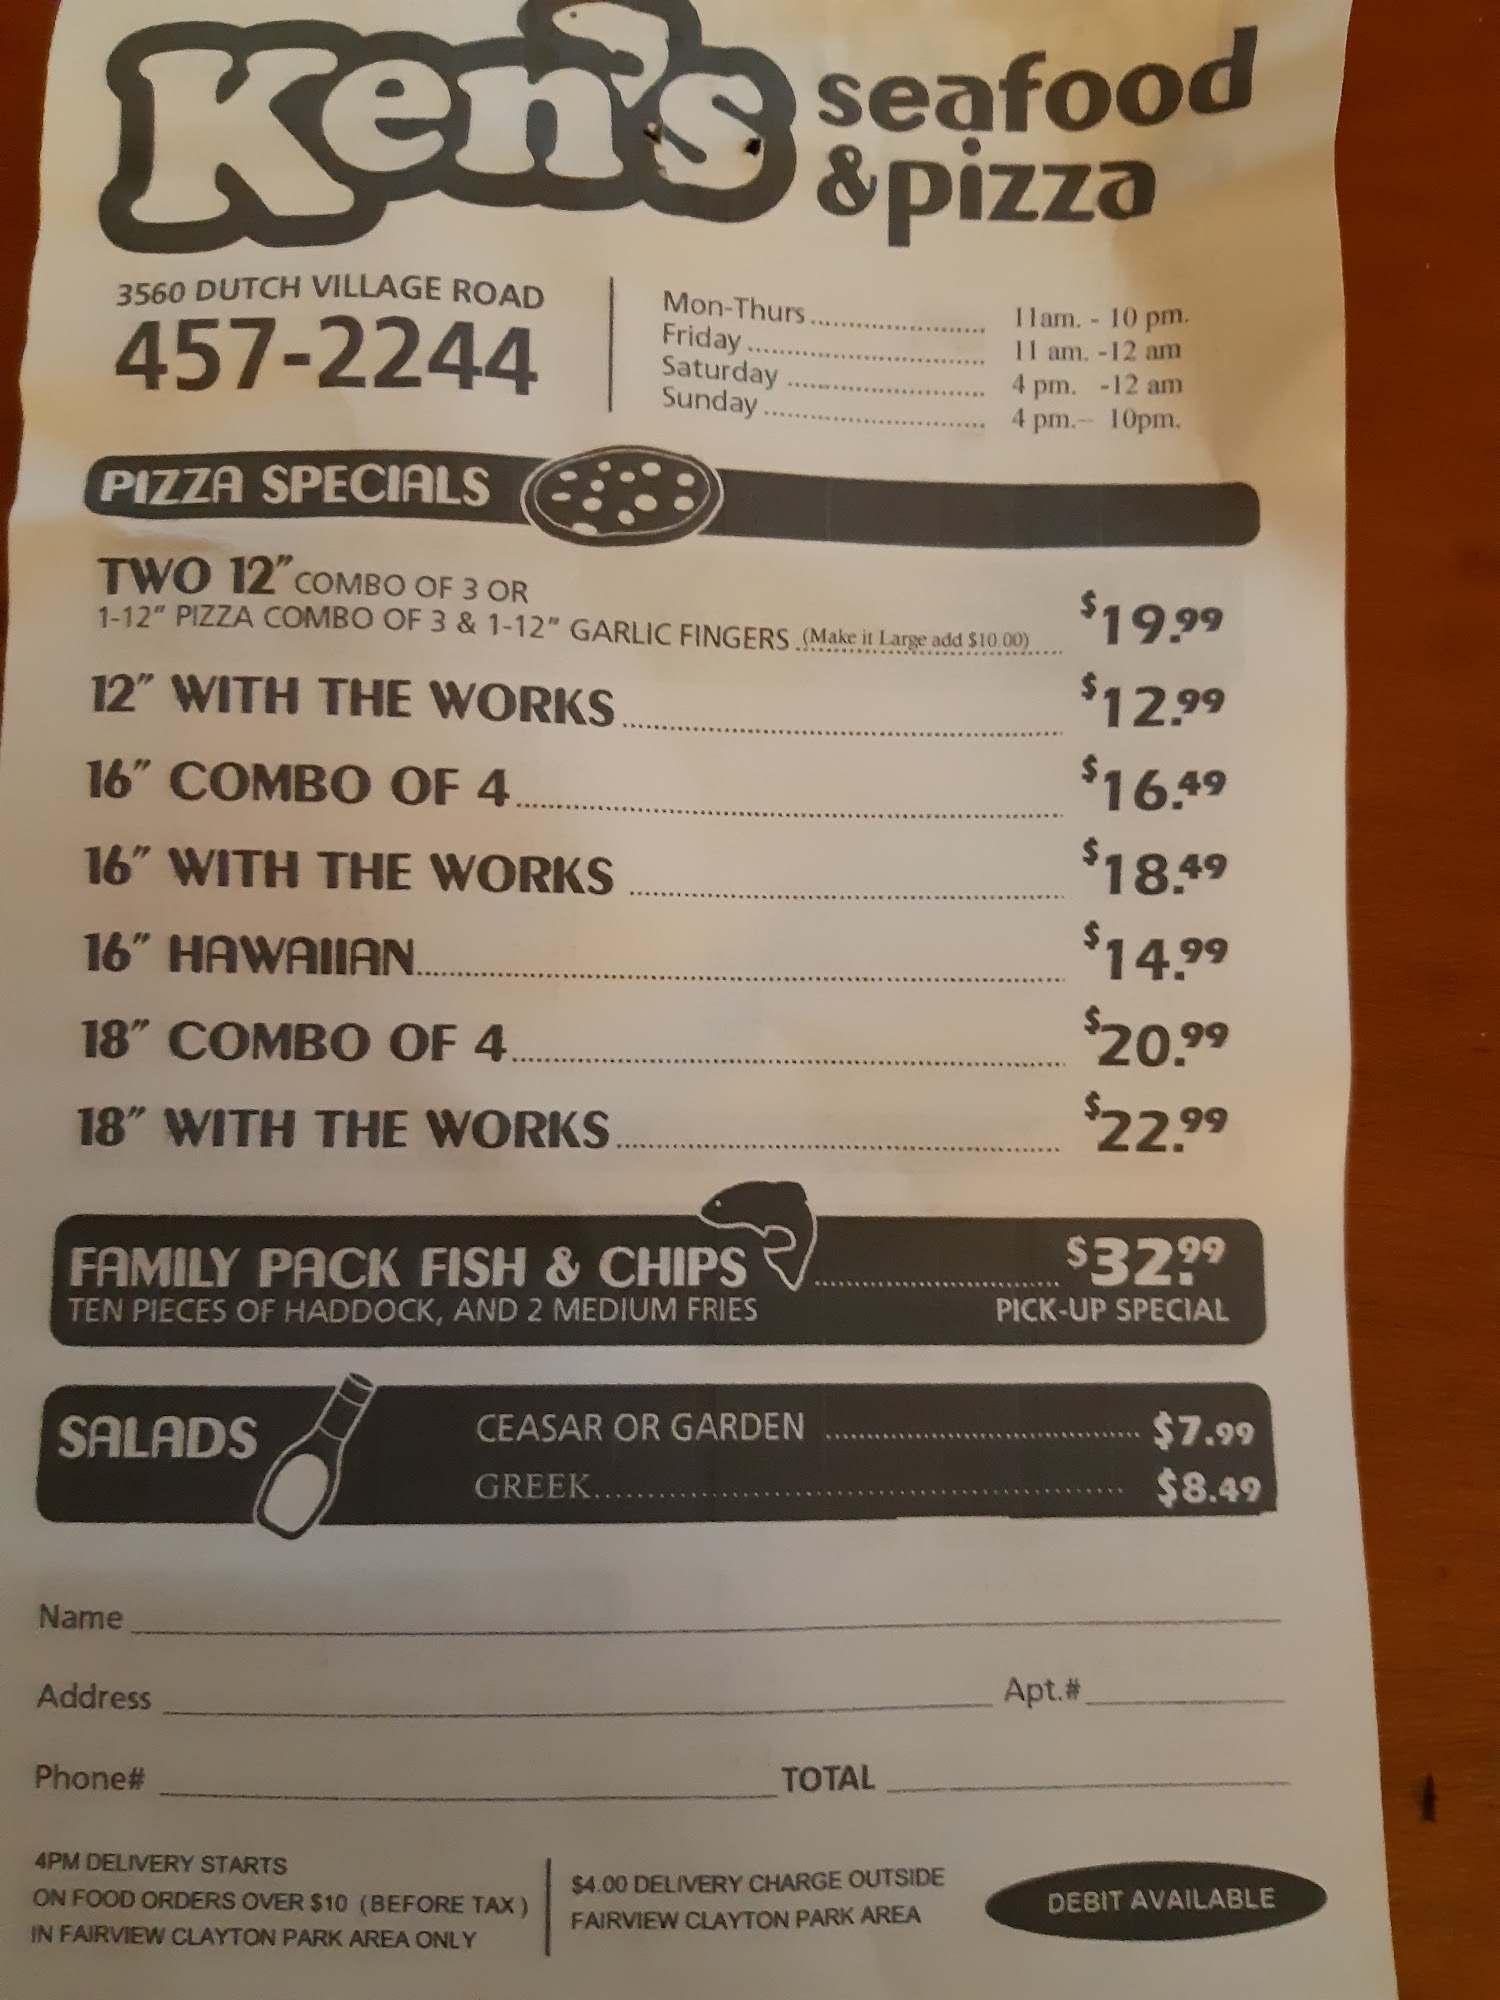 Ken's seafood
&pizza
3560 DUTCH VILLAGE ROAD
457-2244
Mon-Thurs 11am. - 10 pm.
Friday 11 am. -12 am
Saturday 4 pm. -12 am
Sunday 4 pm.- 10pm.
PIZZA SPECIALS
TWO 12" COMBO OF 3 OR
1-12" PIZZA COMBO OF 3 & 1-12" GARLIC FINGERS (Make it Large add $10.00) $19.99
12" WITH THE WORKS $12.99
16" COMBO OF 4 $16.49
16" WITH THE WORKS $18.49
16" HAWAIIAN $14.99
18" COMBO OF 4 $20.99
18" WITH THE WORKS $22.99
FAMILY PACK FISH & CHIPS $32.99
TEN PIECES OF HADDOCK, AND 2 MEDIUM FRIES PICK-UP SPECIAL
SALADS
CEASAR OR GARDEN $7.99
GREEK $8.49
Name
Address Apt.#
Phone# TOTAL
4PM DELIVERY STARTS
ON FOOD ORDERS OVER $10 (BEFORE TAX)
IN FAIRVIEW CLAYTON PARK AREA ONLY
$4.00 DELIVERY CHARGE OUTSIDE
FAIRVIEW CLAYTON PARK AREA
DEBIT AVAILABLE